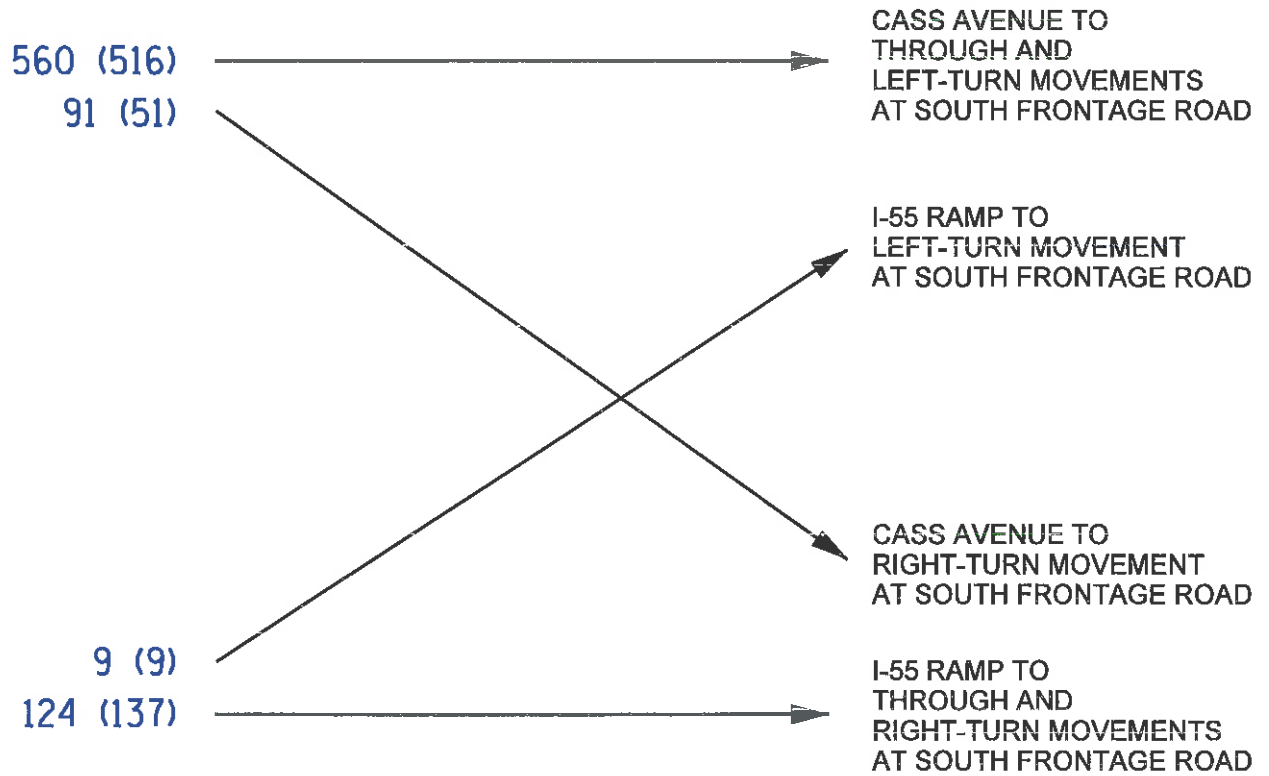 560 (516)
91 (51)
CASS AVENUE TO
THROUGH AND
LEFT-TURN MOVEMENTS
AT SOUTH FRONTAGE ROAD
I-55 RAMP TO
LEFT-TURN MOVEMENT
AT SOUTH FRONTAGE ROAD
CASS AVENUE TO
RIGHT-TURN MOVEMENT
AT SOUTH FRONTAGE ROAD
9 (9)
124 (137)
I-55 RAMP TO
THROUGH AND
RIGHT-TURN MOVEMENTS
AT SOUTH FRONTAGE ROAD